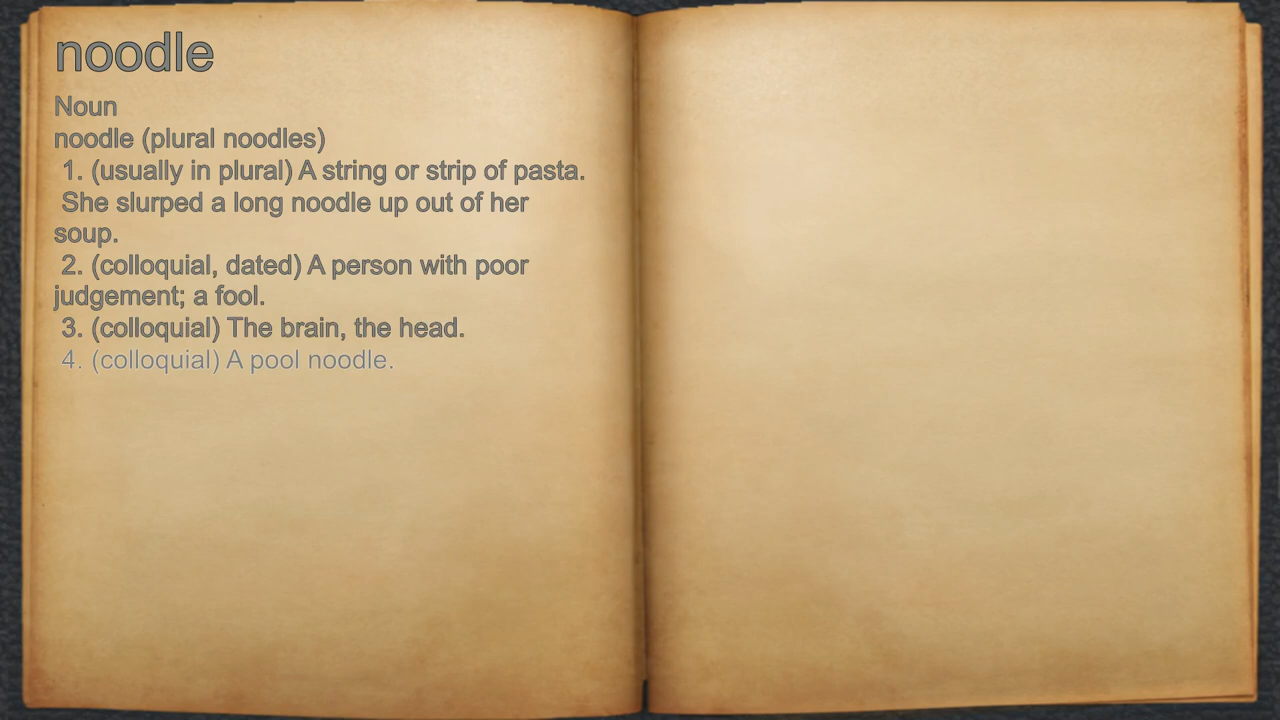 noodle
Noun
noodle (plural noodles)
1. (usually in plural) A string or strip of pasta.
She slurped a long noodle up out of her
soup.
2. (colloquial, dated) A person with poor
judgement; a fool.
3. (colloquial) The brain, the head.
4. (colloquial) A pool noodle.